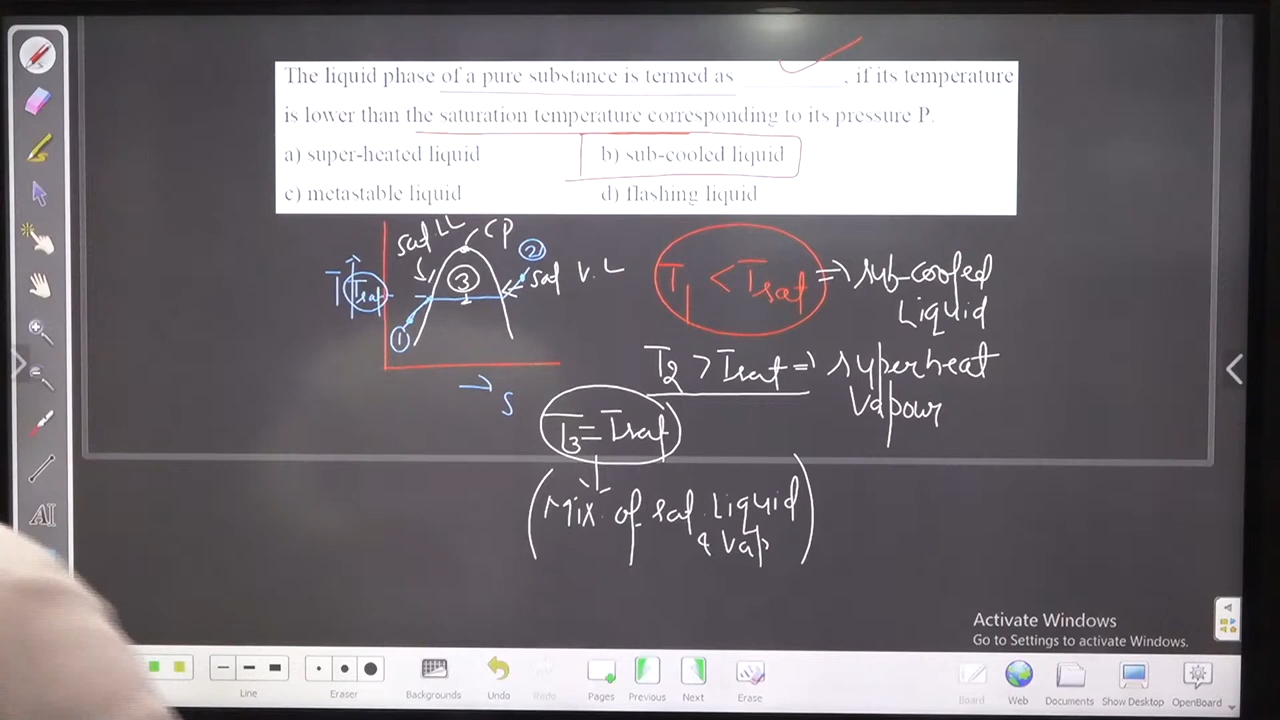 The liquid phase of a pure substance is termed as __________, if its temperature
is lower than the saturation temperature corresponding to its pressure P.
a) super-heated liquid
b) sub-cooled liquid
c) metastable liquid
d) flashing liquid
sat LL
CP
②
sat V. L
③
T
Tsat
①
→ S
T1 < Tsat => sub-cooled
Liquid
T2 > Tsat => superheat
Vapour
T3 = Tsat
(Mix. of sat. Liquid
& Vap)
AI
Activate Windows
Go to Settings to activate Windows.
Line
Eraser
Backgrounds
Undo
Redo
Pages
Previous
Next
Erase
Board
Web
Documents
Show Desktop
OpenBoard